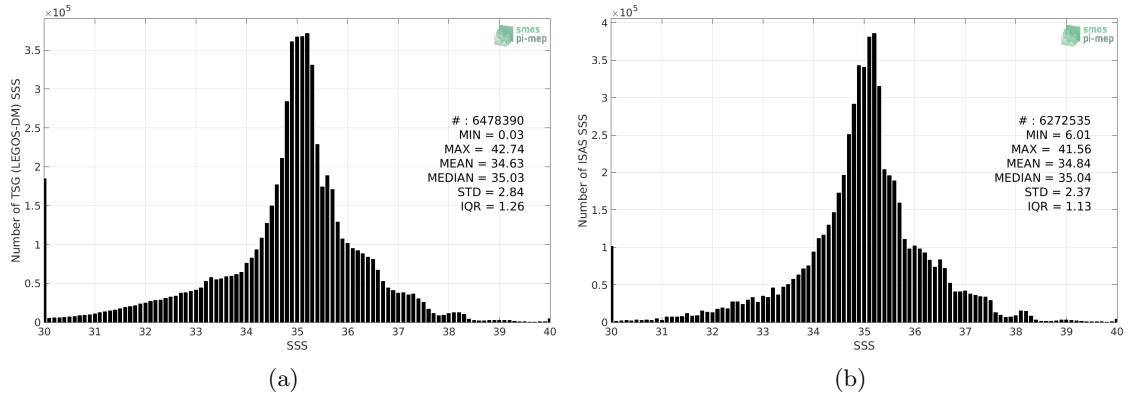 ×10⁵
3.5
3
2.5
2
1.5
1
0.5
0
Number of TSG (LEGOS-DM) SSS
smos
pi-mep
# : 6478390
MIN = 0.03
MAX = 42.74
MEAN = 34.63
MEDIAN = 35.03
STD = 2.84
IQR = 1.26
30 31 32 33 34 35 36 37 38 39 40
SSS
(a)
×10⁵
4
3.5
3
2.5
2
1.5
1
0.5
0
Number of ISAS SSS
smos
pi-mep
# : 6272535
MIN = 6.01
MAX = 41.56
MEAN = 34.84
MEDIAN = 35.04
STD = 2.37
IQR = 1.13
30 31 32 33 34 35 36 37 38 39 40
SSS
(b)